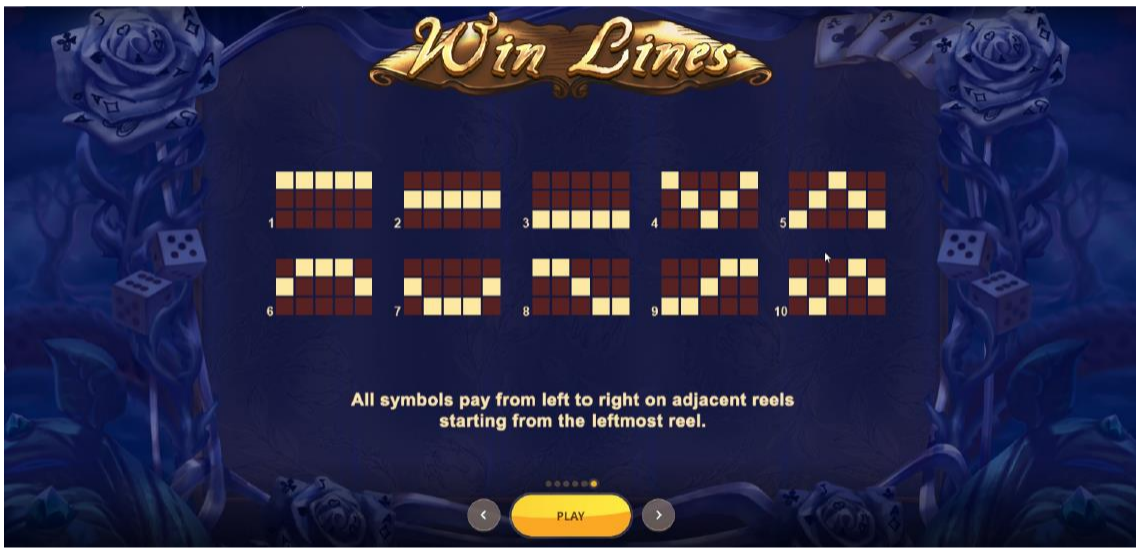 Win Lines
1 2 3 4 5
6 7 8 9 10
All symbols pay from left to right on adjacent reels
starting from the leftmost reel.
PLAY